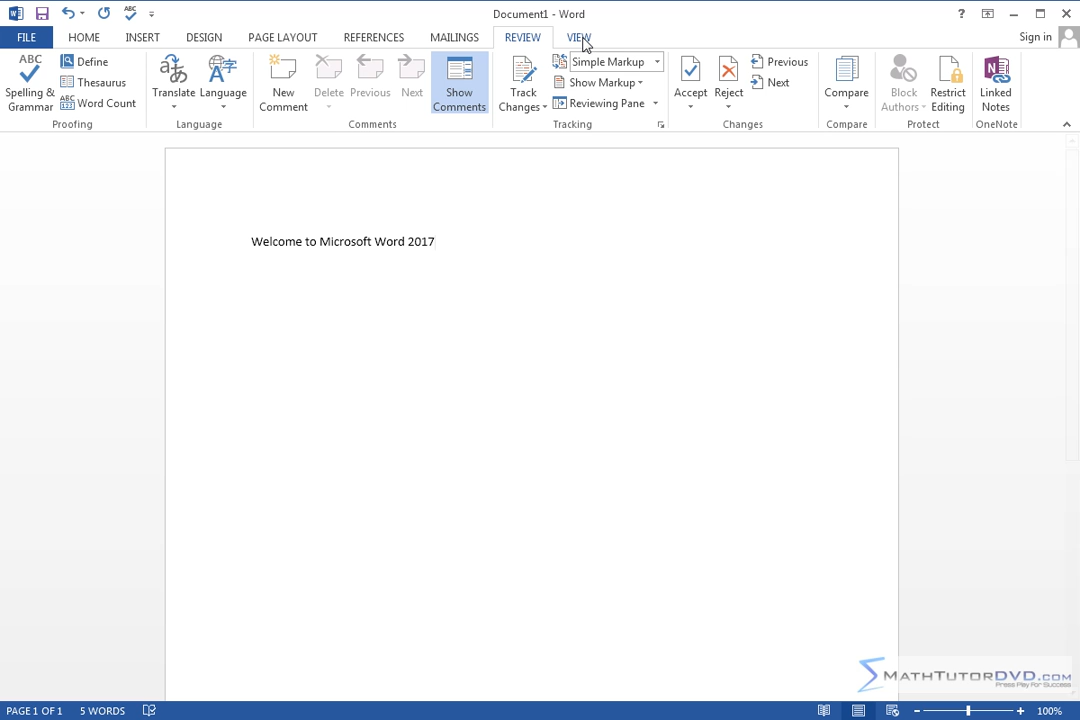 Document1 - Word
?
ABC
Sign in
FILE HOME INSERT DESIGN PAGE LAYOUT REFERENCES MAILINGS REVIEW VIEW
ABC
Spelling & Grammar
Define
Thesaurus
ABC 123 Word Count
Proofing
Translate
Language
Language
New Comment
Delete
Previous
Next
Show Comments
Comments
Track Changes
Simple Markup
Show Markup
Reviewing Pane
Tracking
Accept
Reject
Previous
Next
Changes
Compare
Compare
Block Authors
Restrict Editing
Protect
Linked Notes
OneNote
Welcome to Microsoft Word 2017
MATHTUTORDVD.COM
Press Play For Success
PAGE 1 OF 1 5 WORDS
100%